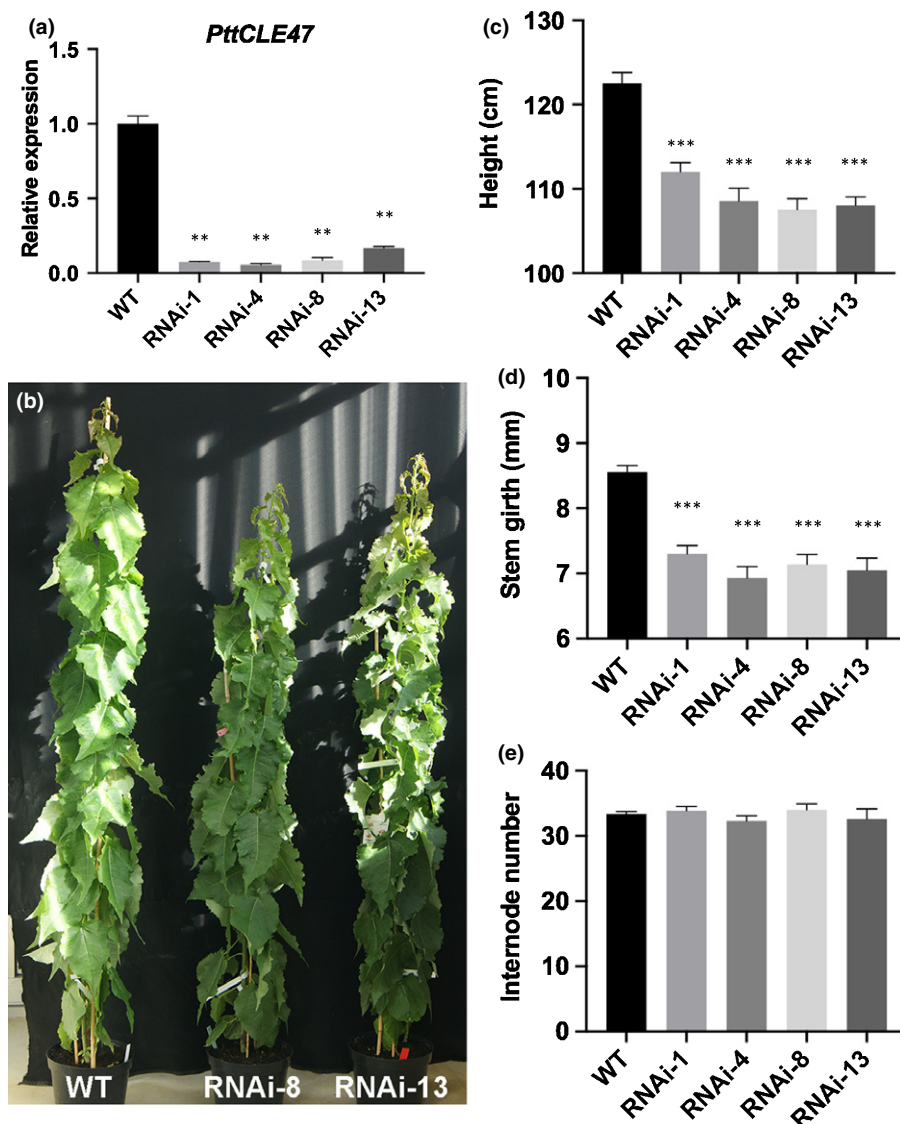 (a)
PttCLE47
Relative expression
1.5
1.0
0.5
0.0
**
**
**
**
WT
RNAi-1
RNAi-4
RNAi-8
RNAi-13
(b)
WT
RNAi-8
RNAi-13
(c)
Height (cm)
130
120
110
100
***
***
***
***
WT
RNAi-1
RNAi-4
RNAi-8
RNAi-13
(d)
Stem girth (mm)
10
9
8
7
6
***
***
***
***
WT
RNAi-1
RNAi-4
RNAi-8
RNAi-13
(e)
Internode number
40
30
20
10
0
WT
RNAi-1
RNAi-4
RNAi-8
RNAi-13